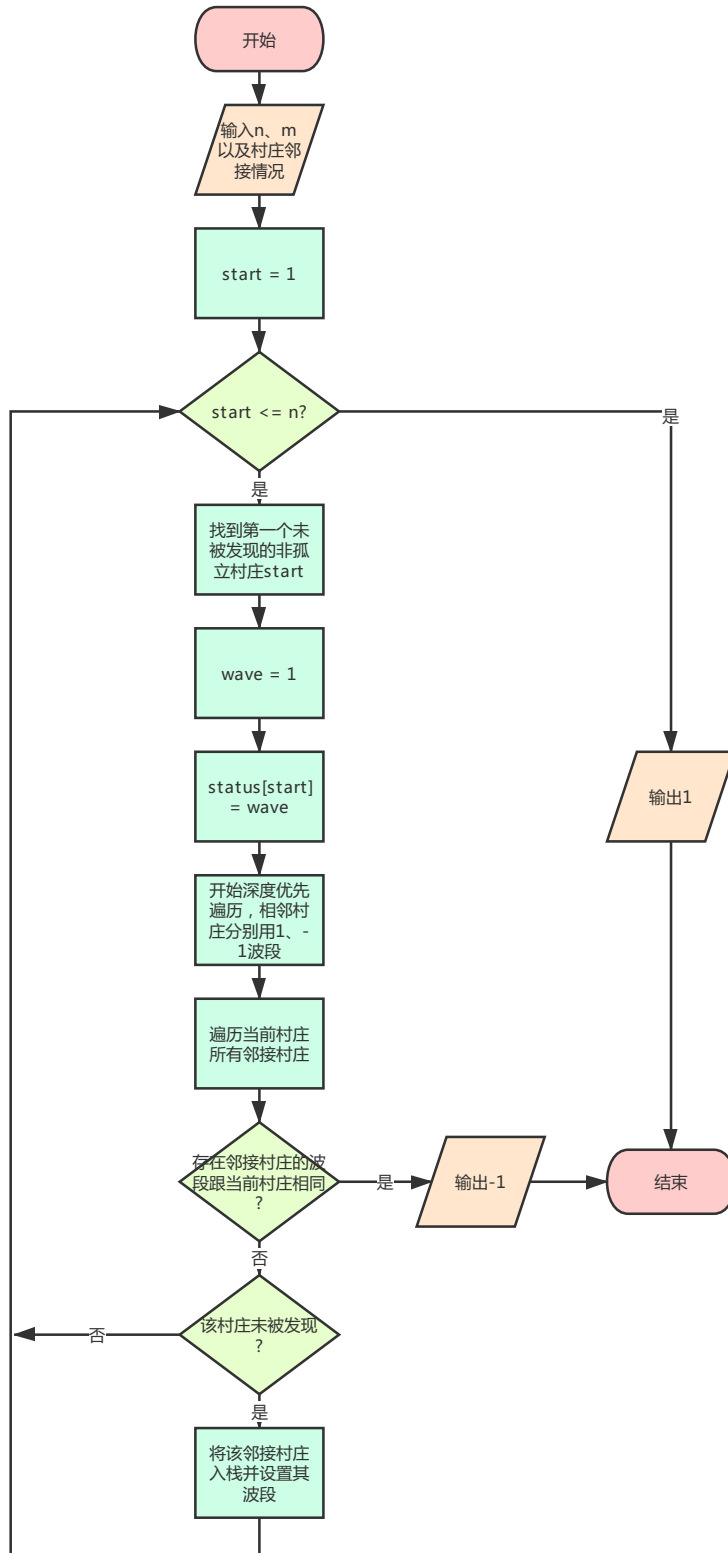 开始
输入n、m
以及村庄邻
接情况
start = 1
start <= n?
是
是
找到第一个未
被发现的非孤
立村庄start
wave = 1
status[start]
= wave
输出1
开始深度优先
遍历，相邻村
庄分别用1、-
1波段
遍历当前村庄
所有邻接村庄
存在邻接村庄的波
段跟当前村庄相同
?
是
输出-1
结束
否
该村庄未被发现
?
否
是
将该邻接村庄
入栈并设置其
波段